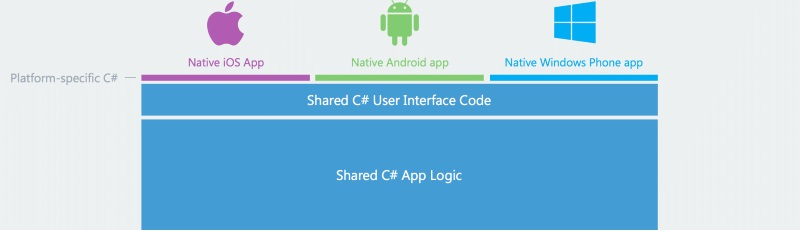 Native iOS App
Native Android app
Native Windows Phone app
Platform-specific C#
Shared C# User Interface Code
Shared C# App Logic